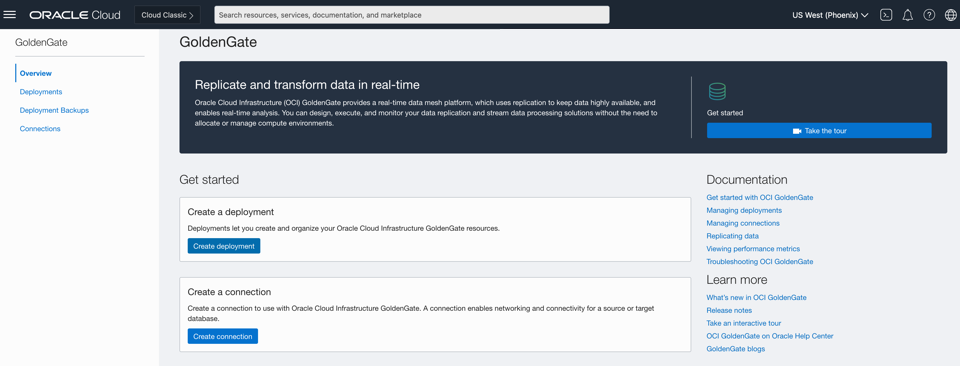 ORACLE Cloud
Cloud Classic >
Search resources, services, documentation, and marketplace
US West (Phoenix)
GoldenGate
Overview
Deployments
Deployment Backups
Connections
GoldenGate
Replicate and transform data in real-time
Oracle Cloud Infrastructure (OCI) GoldenGate provides a real-time data mesh platform, which uses replication to keep data highly available, and
enables real-time analysis. You can design, execute, and monitor your data replication and stream data processing solutions without the need to
allocate or manage compute environments.
Get started
Take the tour
Get started
Create a deployment
Deployments let you create and organize your Oracle Cloud Infrastructure GoldenGate resources.
Create deployment
Create a connection
Create a connection to use with Oracle Cloud Infrastructure GoldenGate. A connection enables networking and connectivity for a source or target
database.
Create connection
Documentation
Get started with OCI GoldenGate
Managing deployments
Managing connections
Replicating data
Viewing performance metrics
Troubleshooting OCI GoldenGate
Learn more
What's new in OCI GoldenGate
Release notes
Take an interactive tour
OCI GoldenGate on Oracle Help Center
GoldenGate blogs